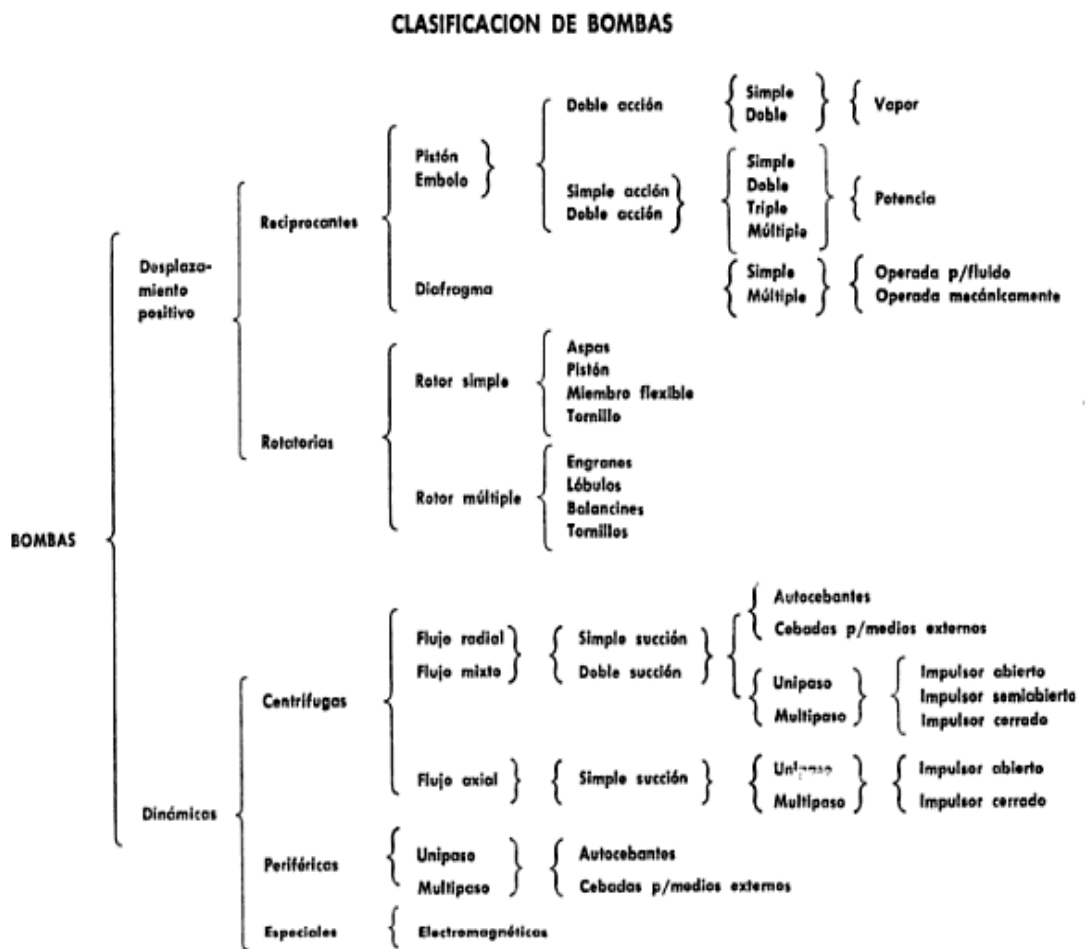 CLASIFICACION DE BOMBAS
BOMBAS
Desplaza-
miento
positivo
Reciprocantes
Pistón
Embolo
Doble acción
Simple
Doble
Vapor
Simple acción
Doble acción
Simple
Doble
Triple
Múltiple
Potencia
Diafragma
Simple
Múltiple
Operada p/fluido
Operada mecánicamente
Rotatorias
Rotor simple
Aspas
Pistón
Miembro flexible
Tornillo
Rotor múltiple
Engranes
Lóbulos
Balancines
Tornillos
Dinámicas
Centrífugas
Flujo radial
Flujo mixto
Simple succión
Doble succión
Autocebantes
Cebadas p/medios externos
Unipaso
Multipaso
Impulsor abierto
Impulsor semiabierto
Impulsor cerrado
Flujo axial
Simple succión
Unipaso
Multipaso
Impulsor abierto
Impulsor cerrado
Periféricas
Unipaso
Multipaso
Autocebantes
Cebadas p/medios externos
Especiales
Electromagnéticas